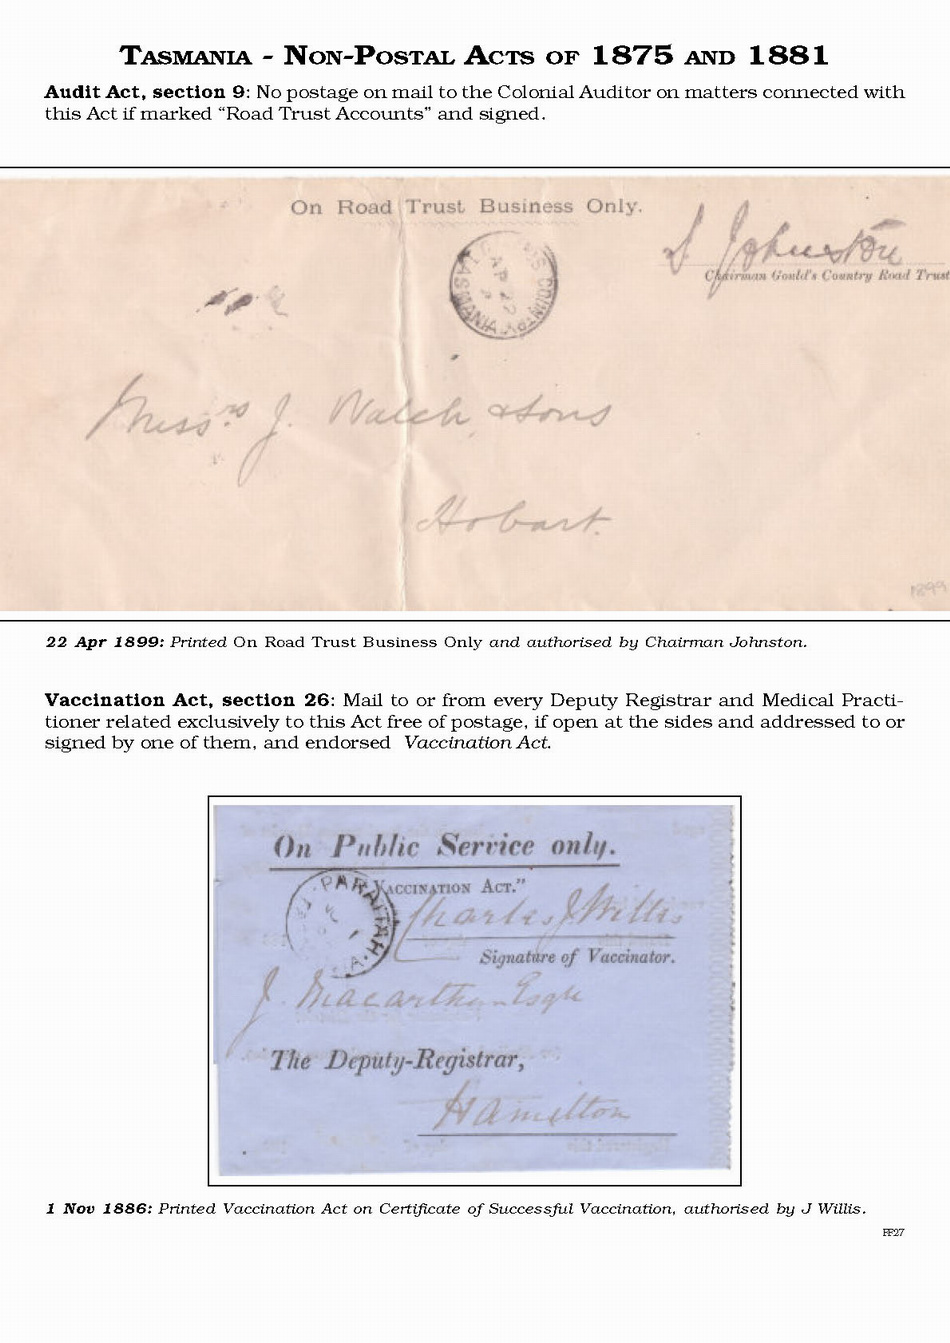 TASMANIA - NON-POSTAL ACTS OF 1875 AND 1881
Audit Act, section 9: No postage on mail to the Colonial Auditor on matters connected with
this Act if marked “Road Trust Accounts” and signed.
On Road Trust Business Only.
S Johnston
Chairman Gould's Country Road Trust
COUNTRY
AP 22
TASMANIA
Messrs J. Walch & Sons
Hobart.
1899
22 Apr 1899: Printed On Road Trust Business Only and authorised by Chairman Johnston.
Vaccination Act, section 26: Mail to or from every Deputy Registrar and Medical Practi-
tioner related exclusively to this Act free of postage, if open at the sides and addressed to or
signed by one of them, and endorsed Vaccination Act.
On Public Service only.
VACCINATION ACT.”
PARATTAH
Charles J Willis
Signature of Vaccinator.
J. Macarthur Esqre
The Deputy-Registrar,
Hamilton
1 Nov 1886: Printed Vaccination Act on Certificate of Successful Vaccination, authorised by J Willis.
FF27